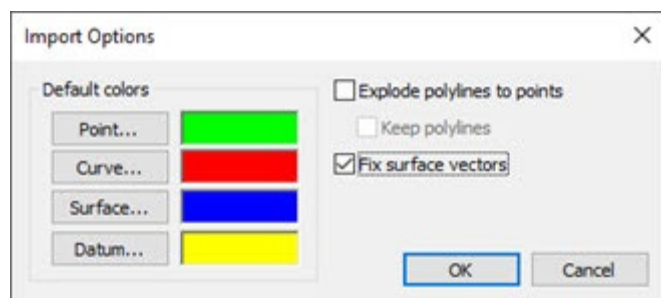 Import Options
Default colors
Point...
Curve...
Surface...
Datum...
Explode polylines to points
Keep polylines
Fix surface vectors
OK
Cancel